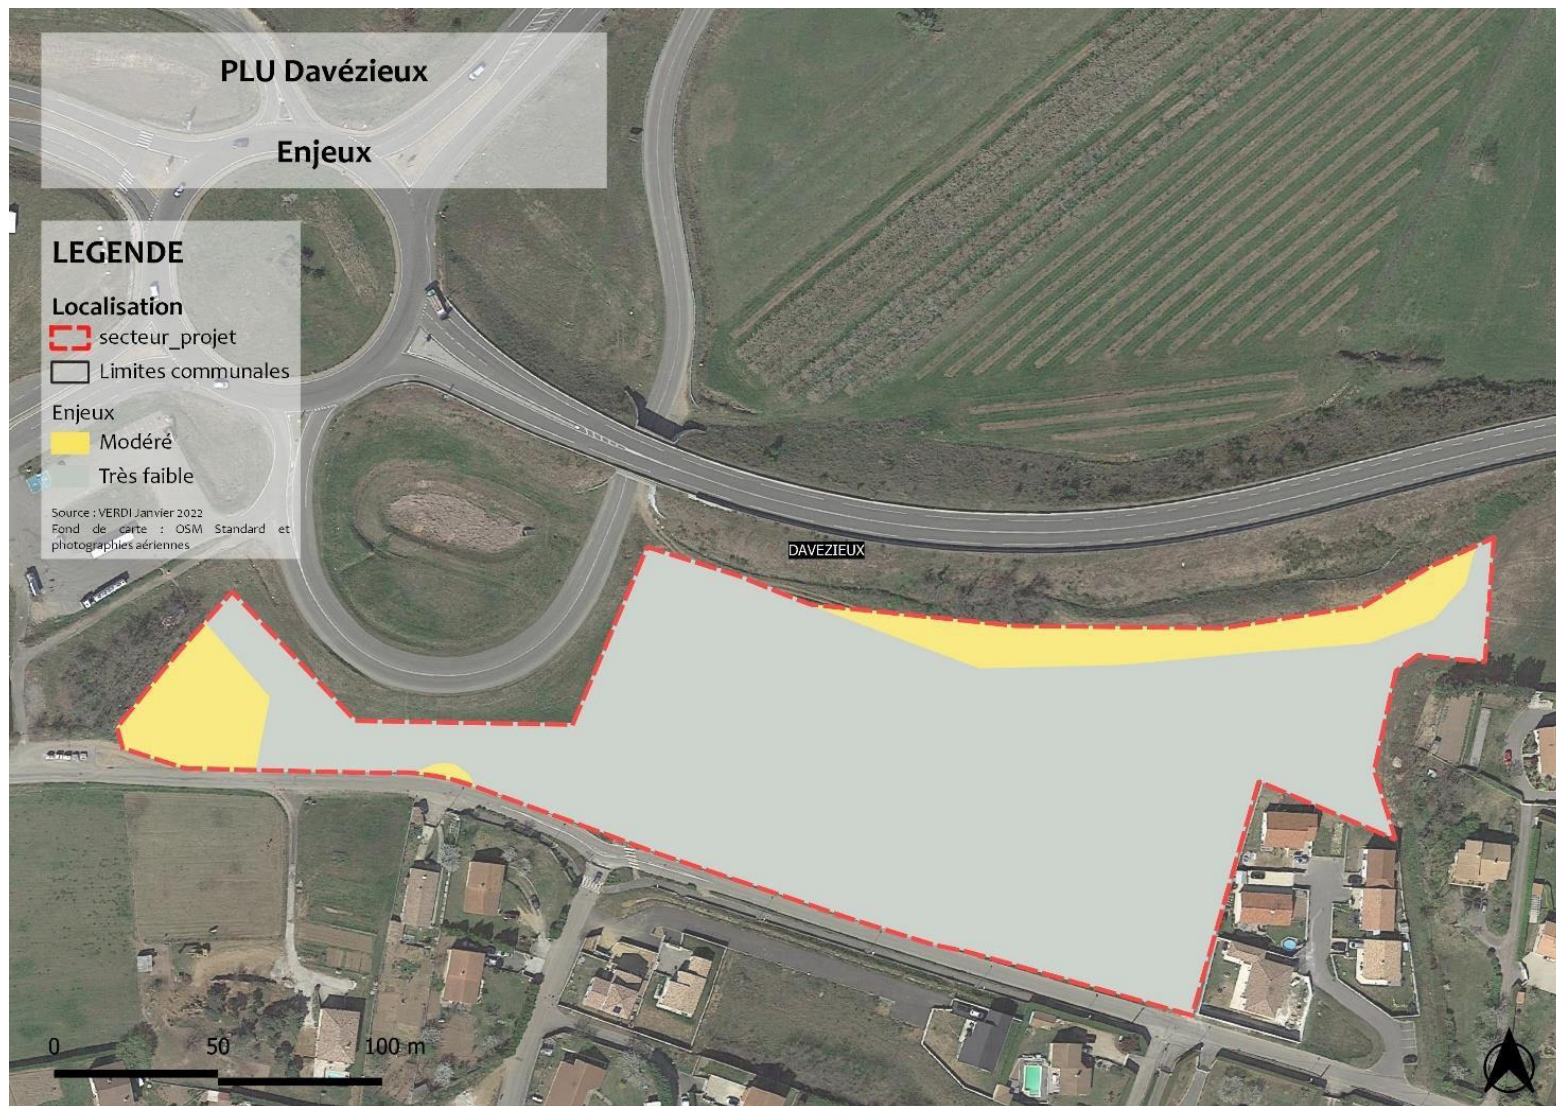 PLU Davézieux
Enjeux
LEGENDE
Localisation
secteur_projet
Limites communales
Enjeux
Modéré
Très faible
Source : VERDI Janvier 2022
Fond de carte : OSM Standard et
photographies aériennes
DAVEZIEUX
0 50 100 m